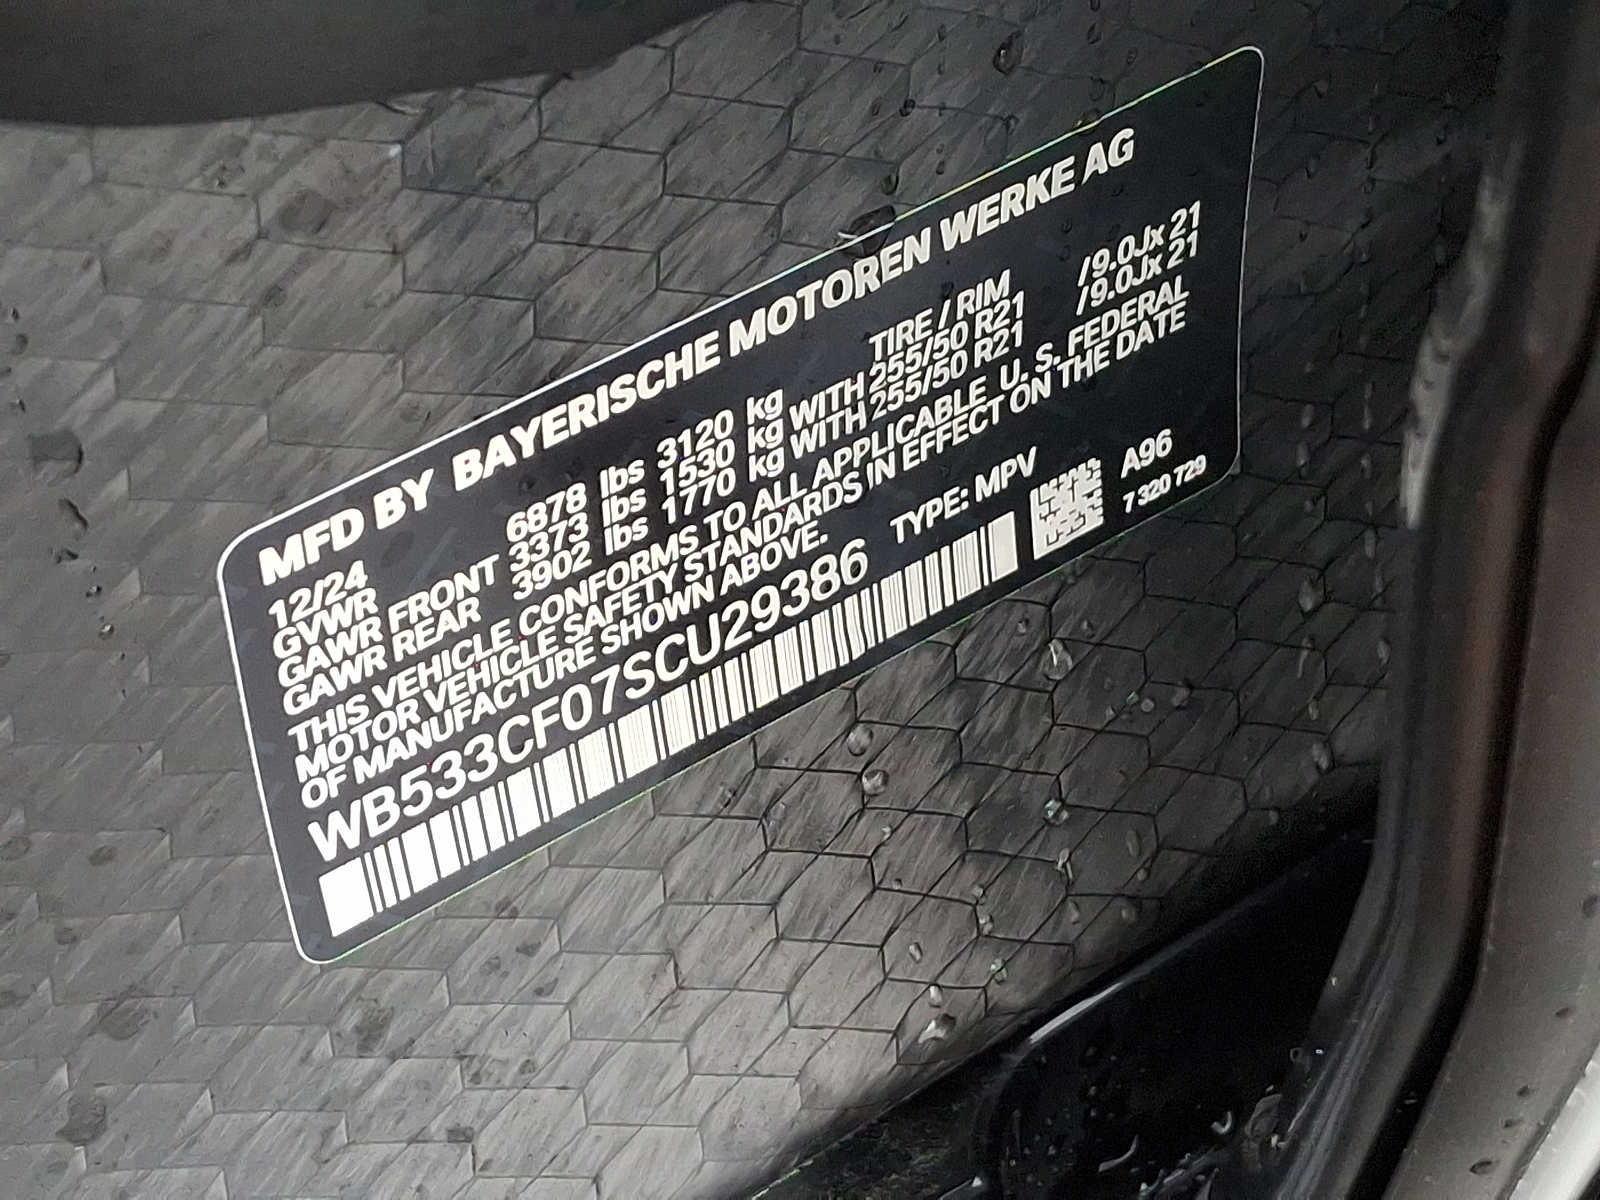 MFD BY BAYERISCHE MOTOREN WERKE AG
12/24 TIRE / RIM
GVWR 6878 lbs 3120 kg
GAWR FRONT 3373 lbs 1530 kg WITH 255/50 R21 /9.0Jx 21
GAWR REAR 3902 lbs 1770 kg WITH 255/50 R21 /9.0Jx 21
THIS VEHICLE CONFORMS TO ALL APPLICABLE U. S. FEDERAL
MOTOR VEHICLE SAFETY STANDARDS IN EFFECT ON THE DATE
OF MANUFACTURE SHOWN ABOVE.
WB533CF07SCU29386 TYPE: MPV A96
7 320 729